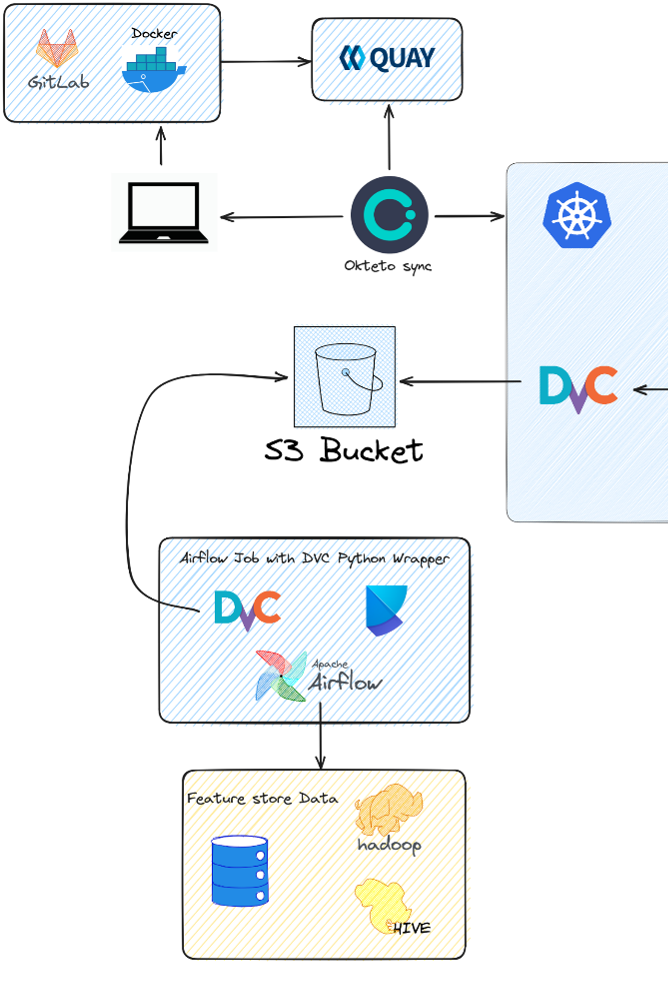 Docker
GitLab
QUAY
Okteto sync
DVC
S3 Bucket
Airflow Job with DVC Python Wrapper
DVC
Apache
Airflow
Feature store Data
hadoop
HIVE